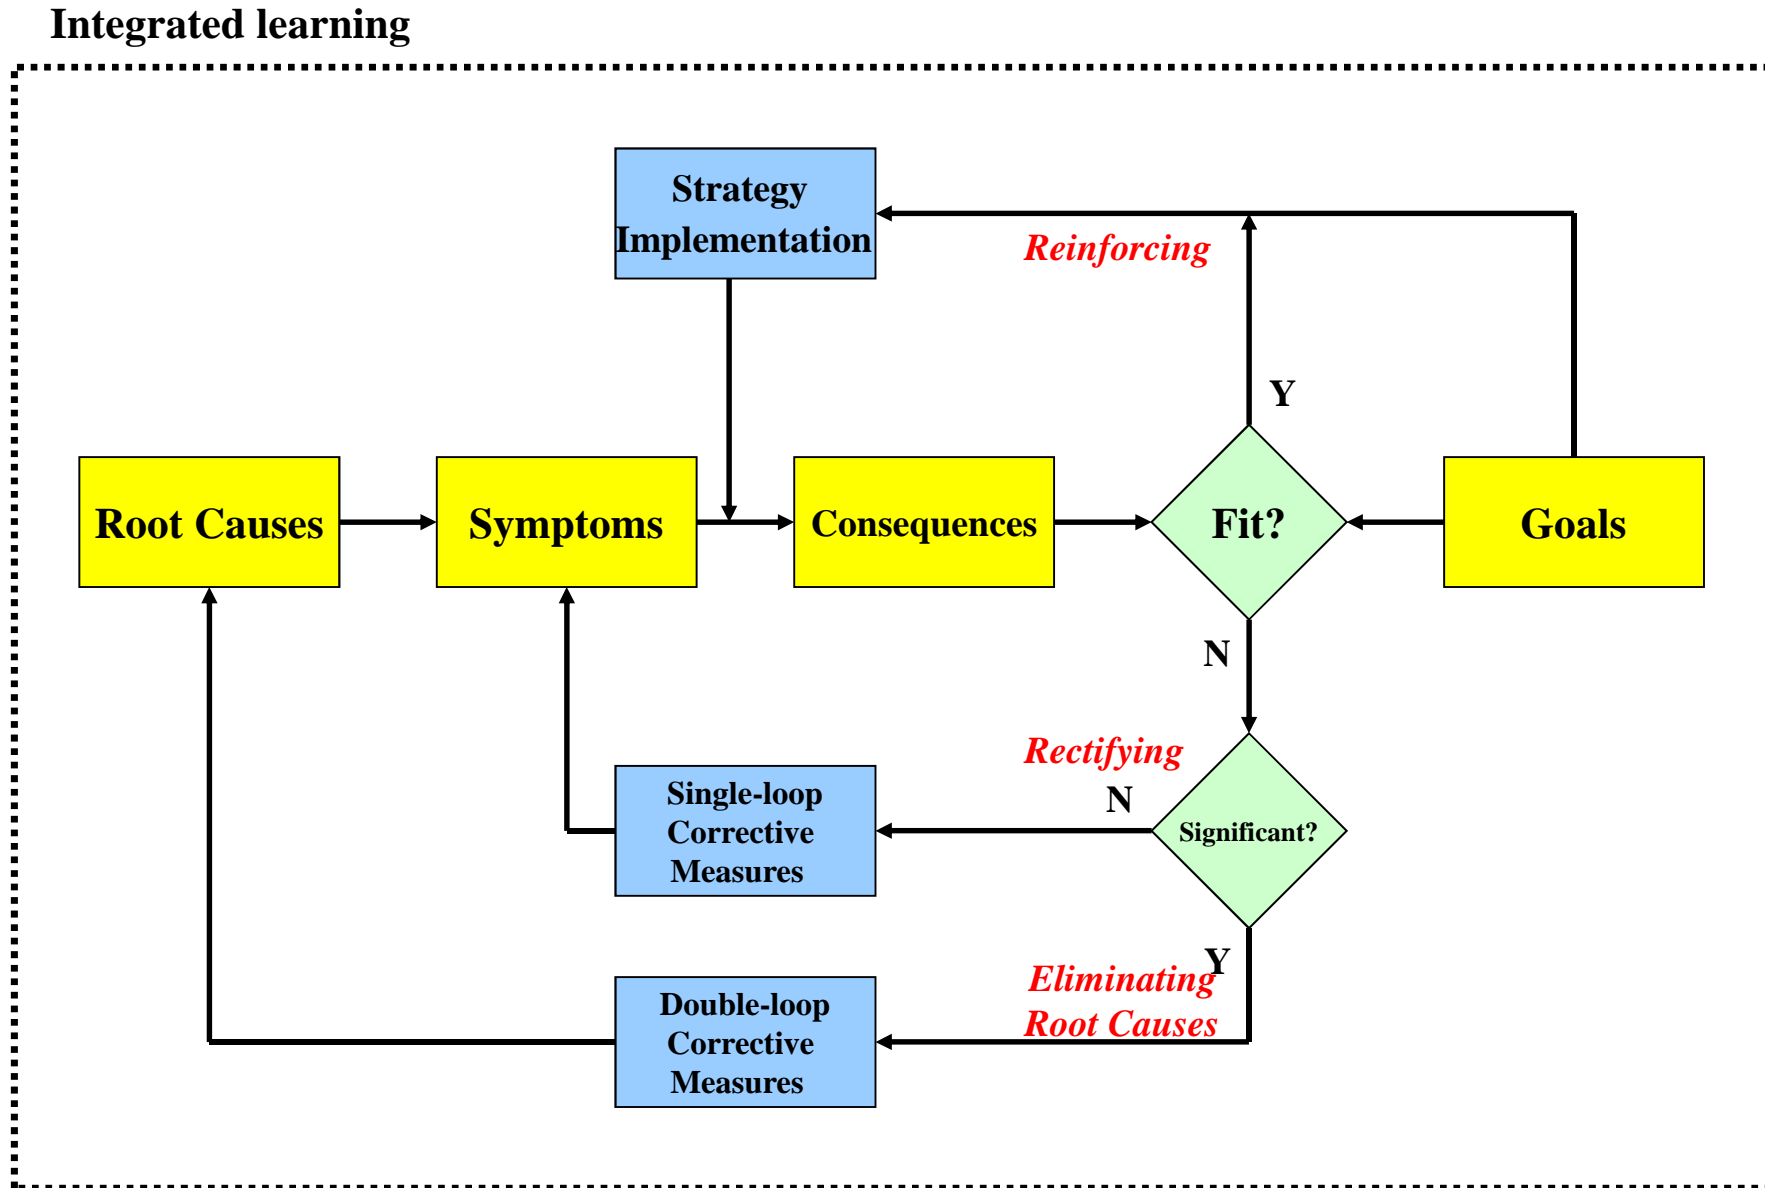 Integrated learning
Strategy
Implementation
Reinforcing
Y
Root Causes
Symptoms
Consequences
Fit?
Goals
N
Rectifying
N
Single-loop
Corrective
Measures
Significant?
Y
Eliminating
Root Causes
Double-loop
Corrective
Measures